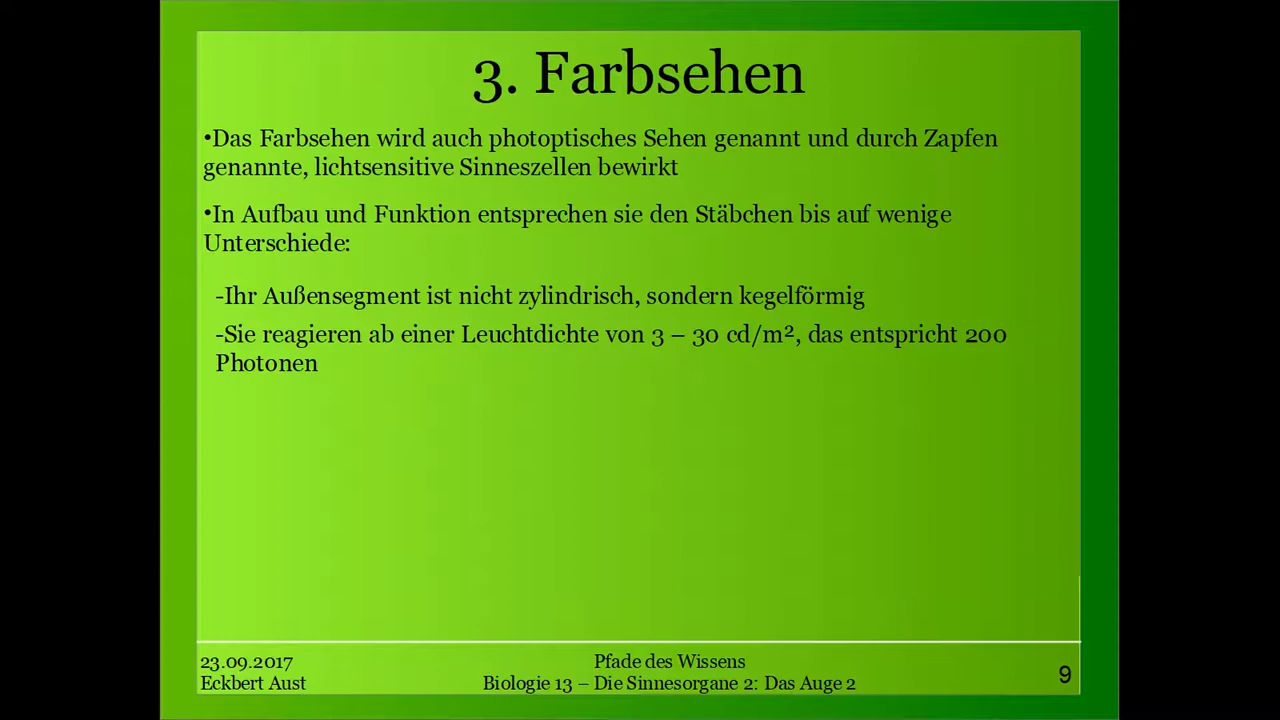 3. Farbsehen
•Das Farbsehen wird auch photoptisches Sehen genannt und durch Zapfen
genannte, lichtsensitive Sinneszellen bewirkt
•In Aufbau und Funktion entsprechen sie den Stäbchen bis auf wenige
Unterschiede:
-Ihr Außensegment ist nicht zylindrisch, sondern kegelförmig
-Sie reagieren ab einer Leuchtdichte von 3 – 30 cd/m², das entspricht 200
Photonen
23.09.2017
Eckbert Aust
Pfade des Wissens
Biologie 13 – Die Sinnesorgane 2: Das Auge 2
9